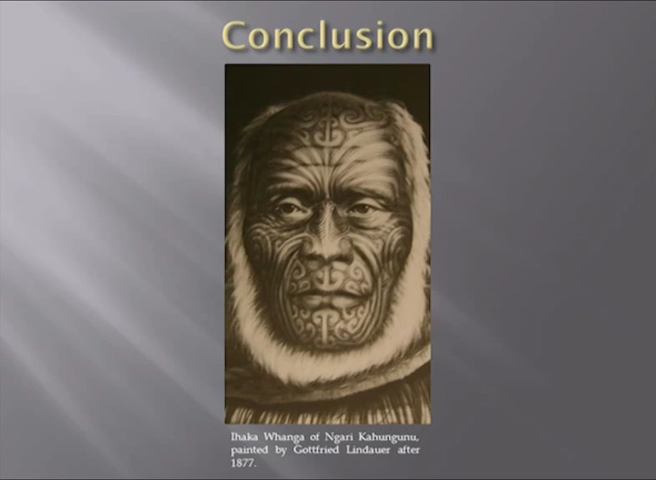 Conclusion
Ihaka Whanga of Ngari Kahungunu,
painted by Gottfried Lindauer after
1877.